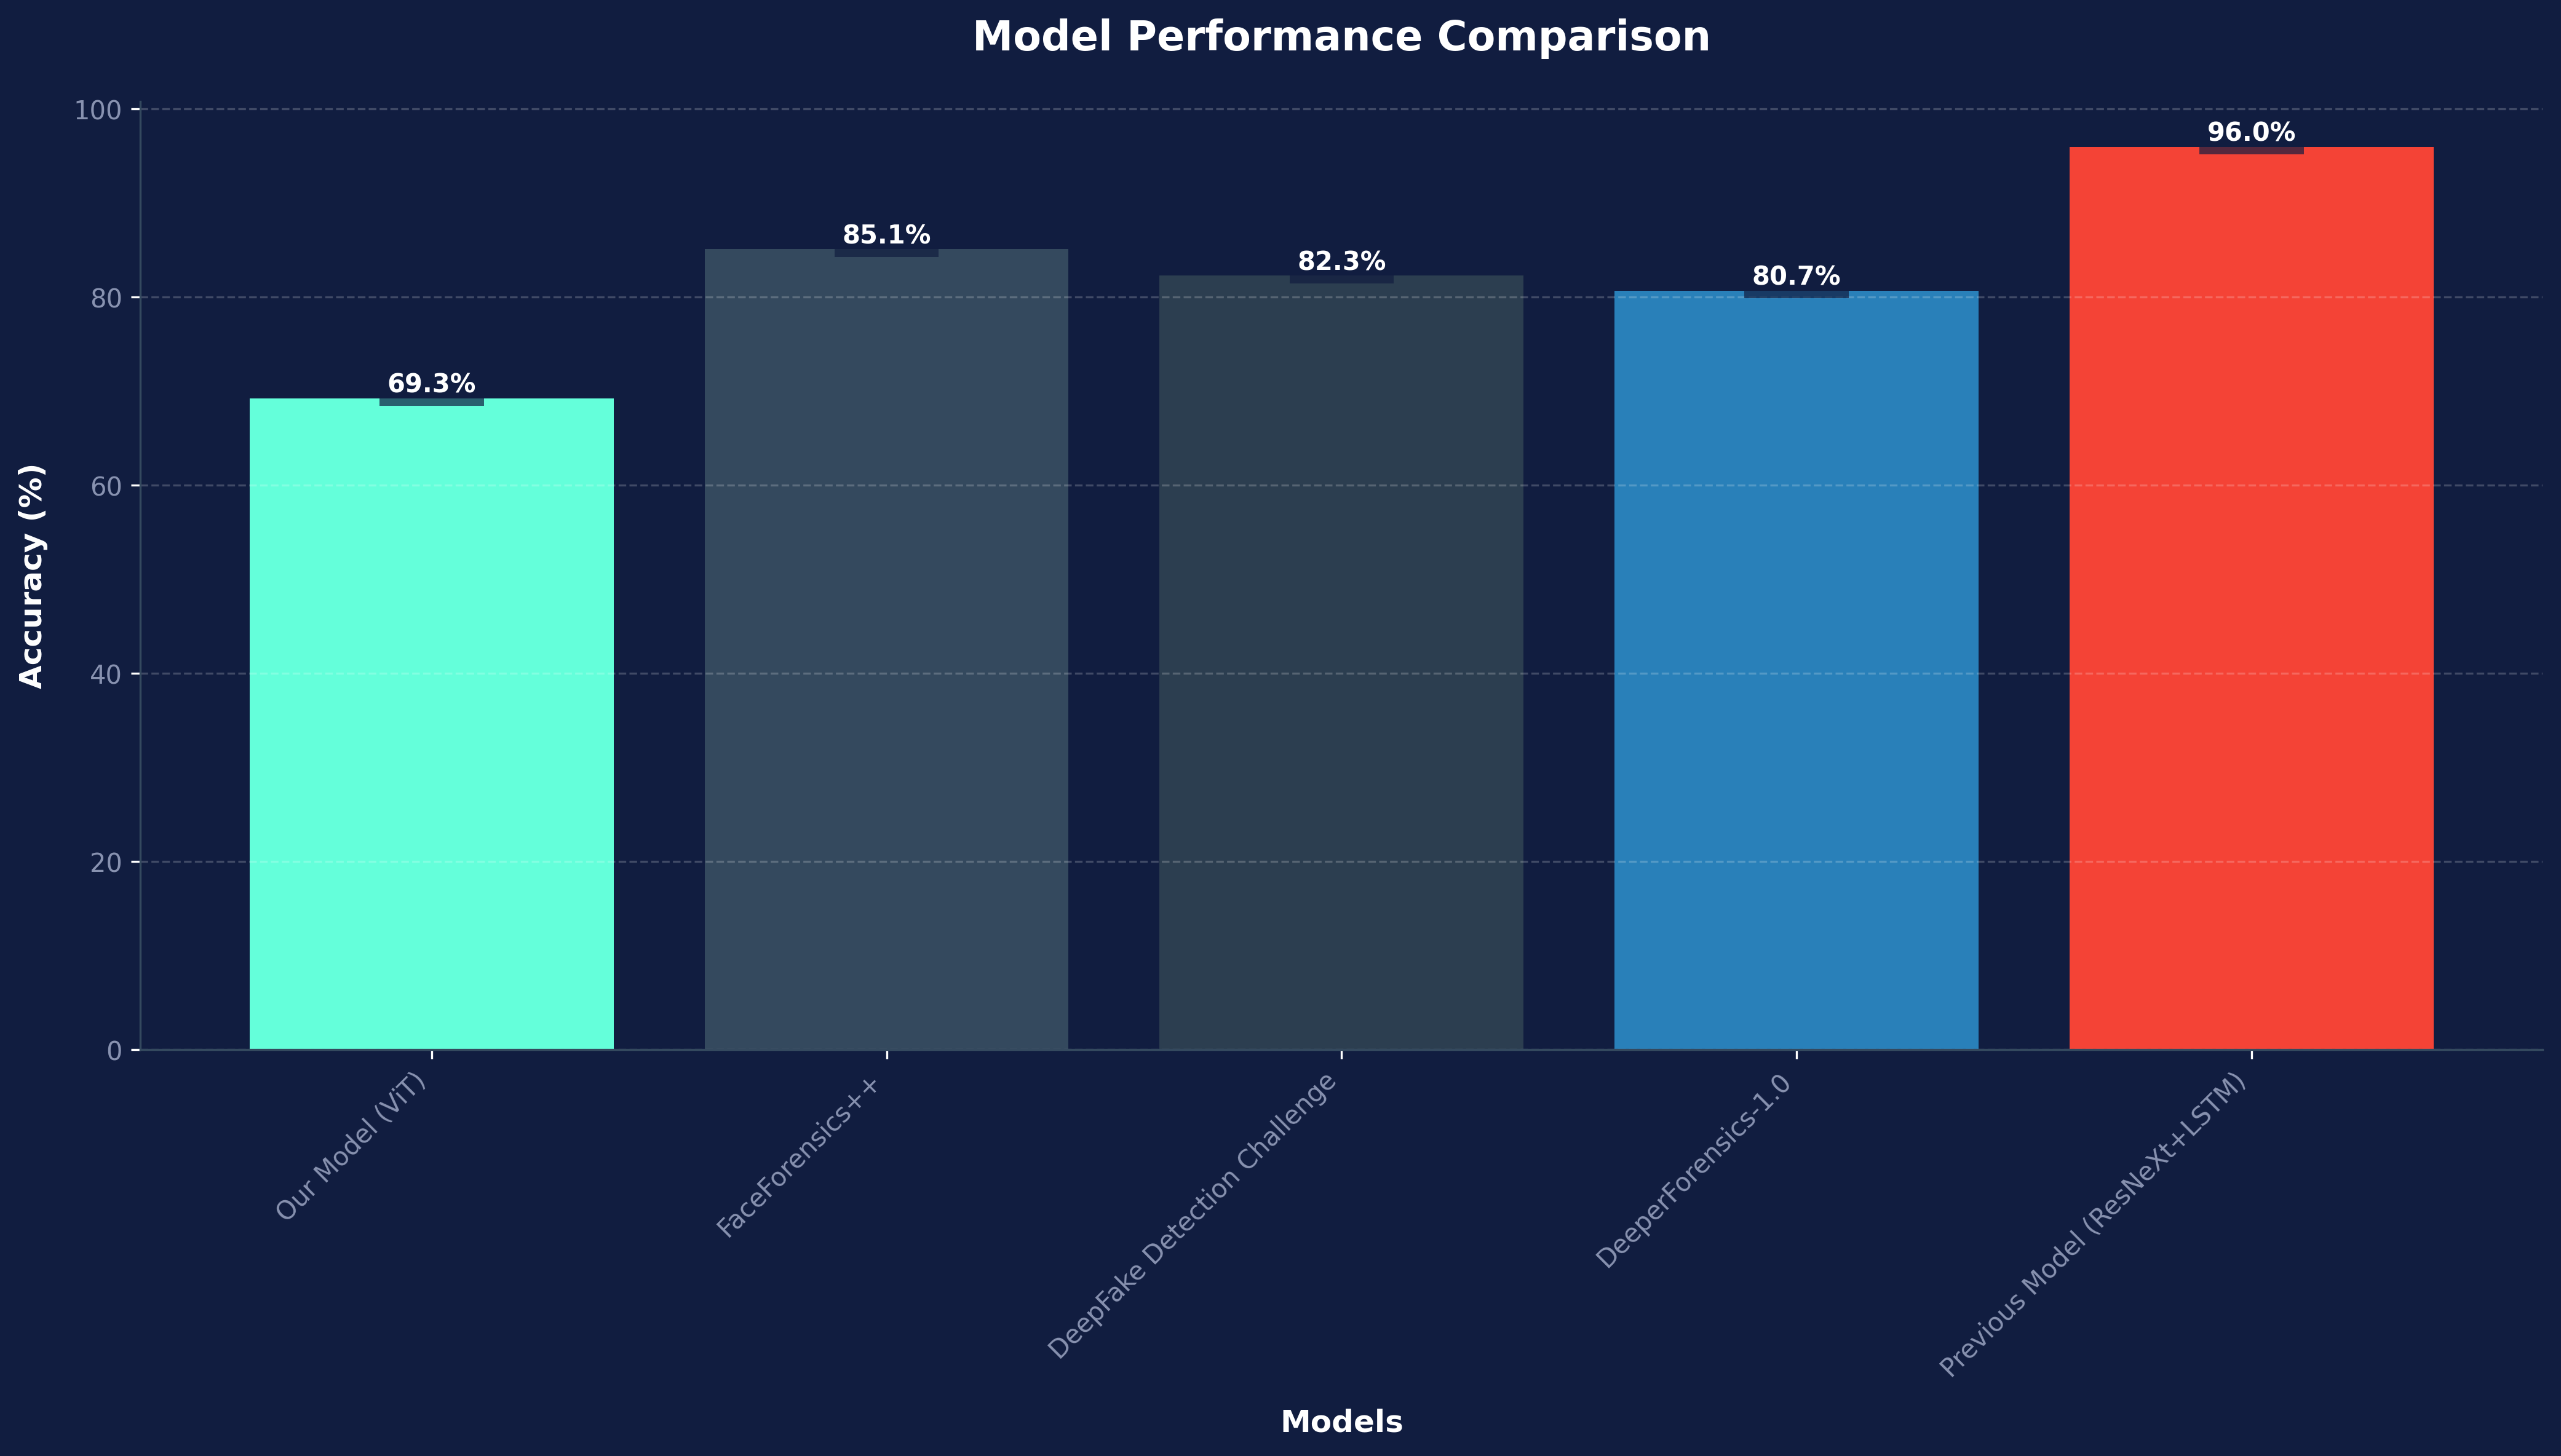 Model Performance Comparison
Accuracy (%)
100
80
60
40
20
0
69.3%
85.1%
82.3%
80.7%
96.0%
Our Model (ViT)
FaceForensics++
DeepFake Detection Challenge
DeeperForensics-1.0
Previous Model (ResNeXt+LSTM)
Models